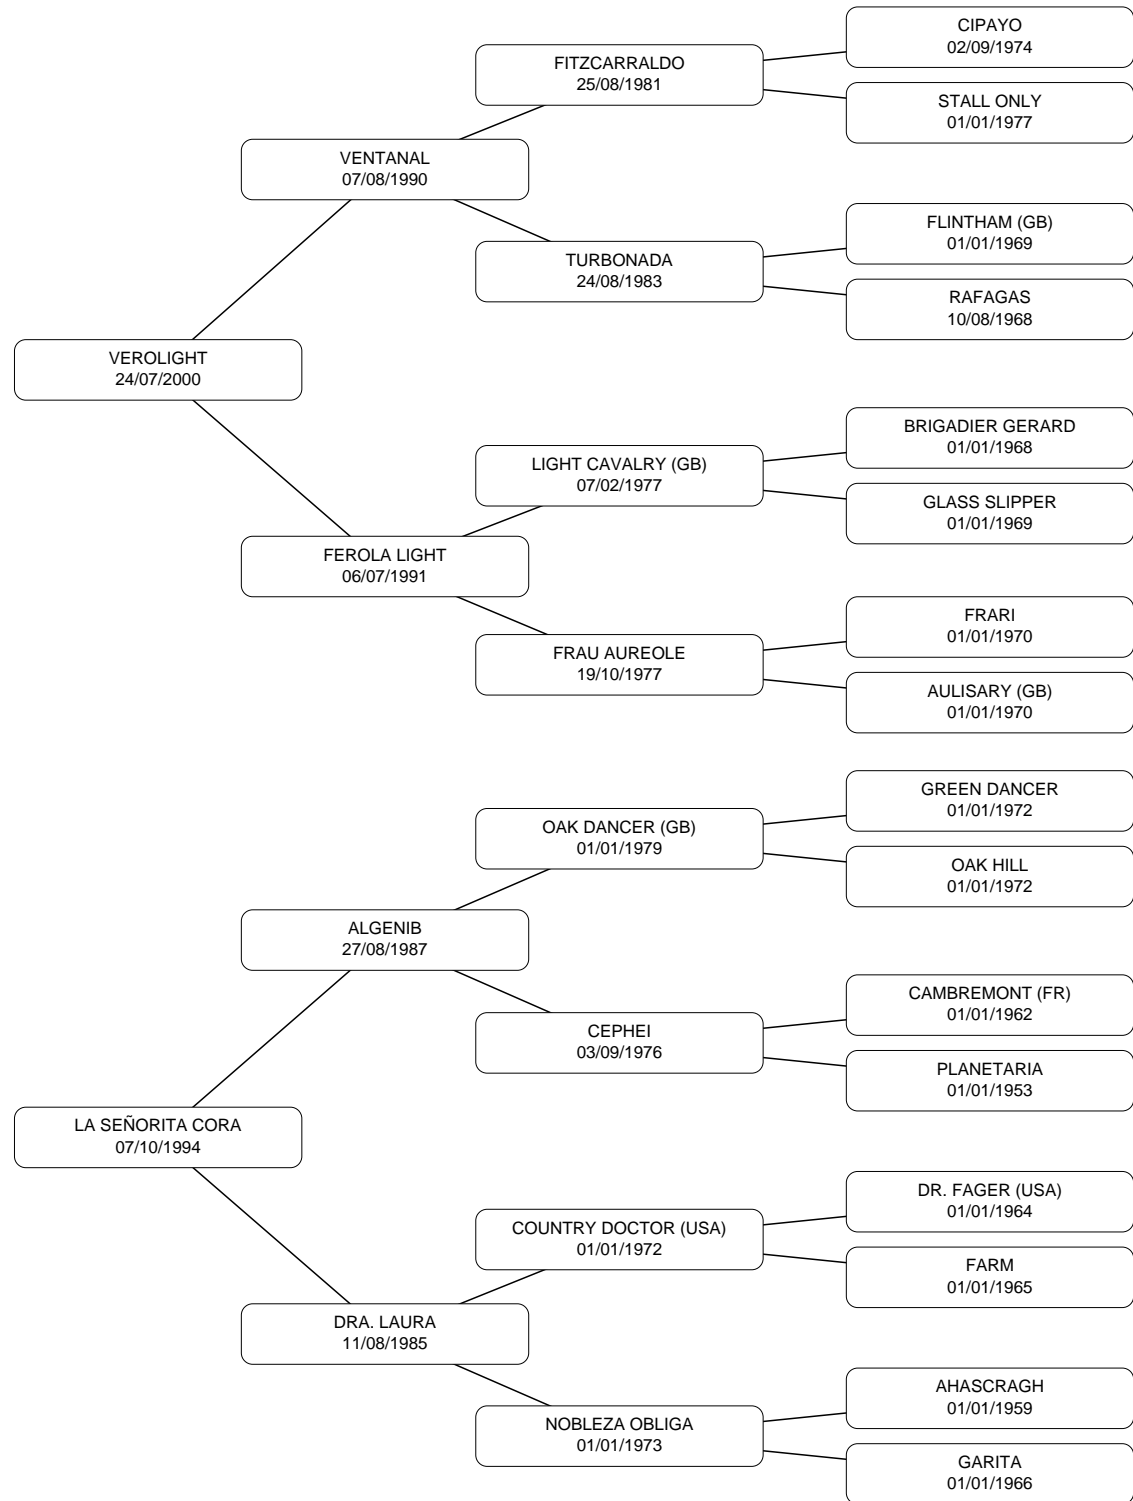 CIPAYO
02/09/1974
FITZCARRALDO
25/08/1981
STALL ONLY
01/01/1977
VENTANAL
07/08/1990
FLINTHAM (GB)
01/01/1969
TURBONADA
24/08/1983
RAFAGAS
10/08/1968
VEROLIGHT
24/07/2000
BRIGADIER GERARD
01/01/1968
LIGHT CAVALRY (GB)
07/02/1977
GLASS SLIPPER
01/01/1969
FEROLA LIGHT
06/07/1991
FRARI
01/01/1970
FRAU AUREOLE
19/10/1977
AULISARY (GB)
01/01/1970
GREEN DANCER
01/01/1972
OAK DANCER (GB)
01/01/1979
OAK HILL
01/01/1972
ALGENIB
27/08/1987
CAMBREMONT (FR)
01/01/1962
CEPHEI
03/09/1976
PLANETARIA
01/01/1953
LA SEÑORITA CORA
07/10/1994
DR. FAGER (USA)
01/01/1964
COUNTRY DOCTOR (USA)
01/01/1972
FARM
01/01/1965
DRA. LAURA
11/08/1985
AHASCRAGH
01/01/1959
NOBLEZA OBLIGA
01/01/1973
GARITA
01/01/1966